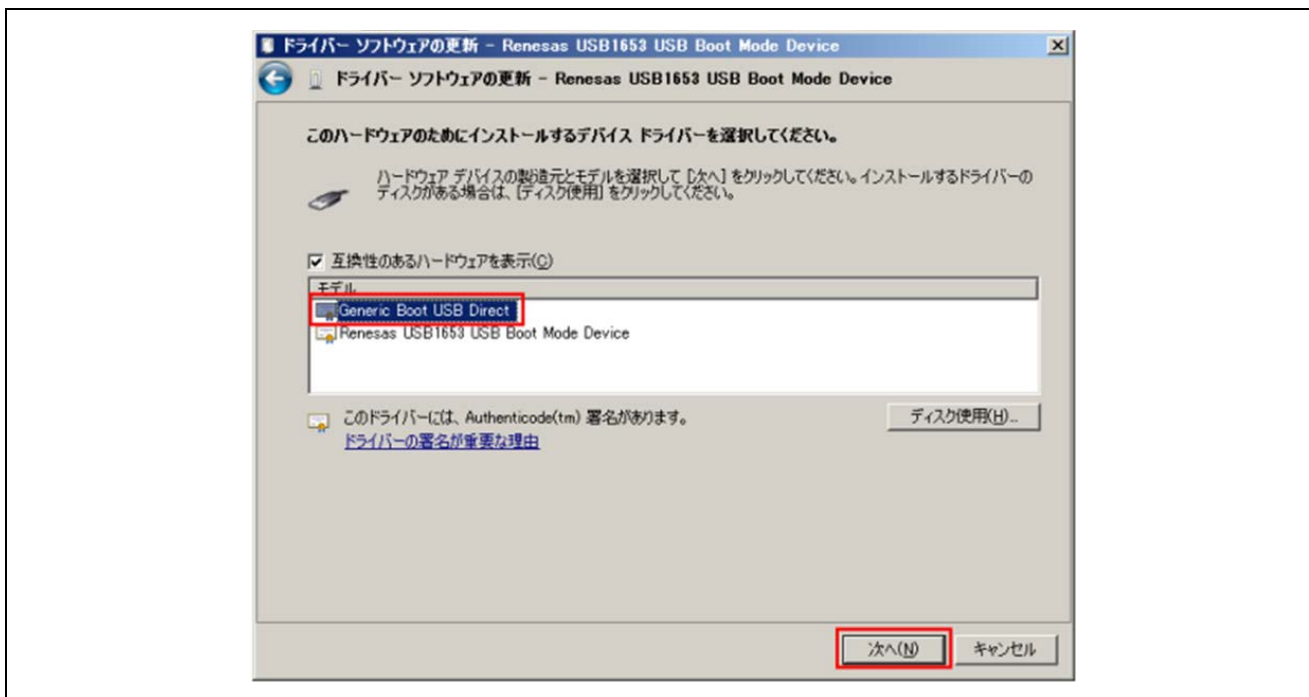 ドライバー ソフトウェアの更新 - Renesas USB1653 USB Boot Mode Device
ドライバー ソフトウェアの更新 - Renesas USB1653 USB Boot Mode Device
このハードウェアのためにインストールするデバイス ドライバーを選択してください。
ハードウェア デバイスの製造元とモデルを選択して [次へ] をクリックしてください。インストールするドライバーの
ディスクがある場合は、[ディスク使用] をクリックしてください。
互換性のあるハードウェアを表示(C)
モデル
Generic Boot USB Direct
Renesas USB1653 USB Boot Mode Device
このドライバーには、Authenticode(tm) 署名があります。
ディスク使用(H)...
ドライバーの署名が重要な理由
次へ(N)
キャンセル